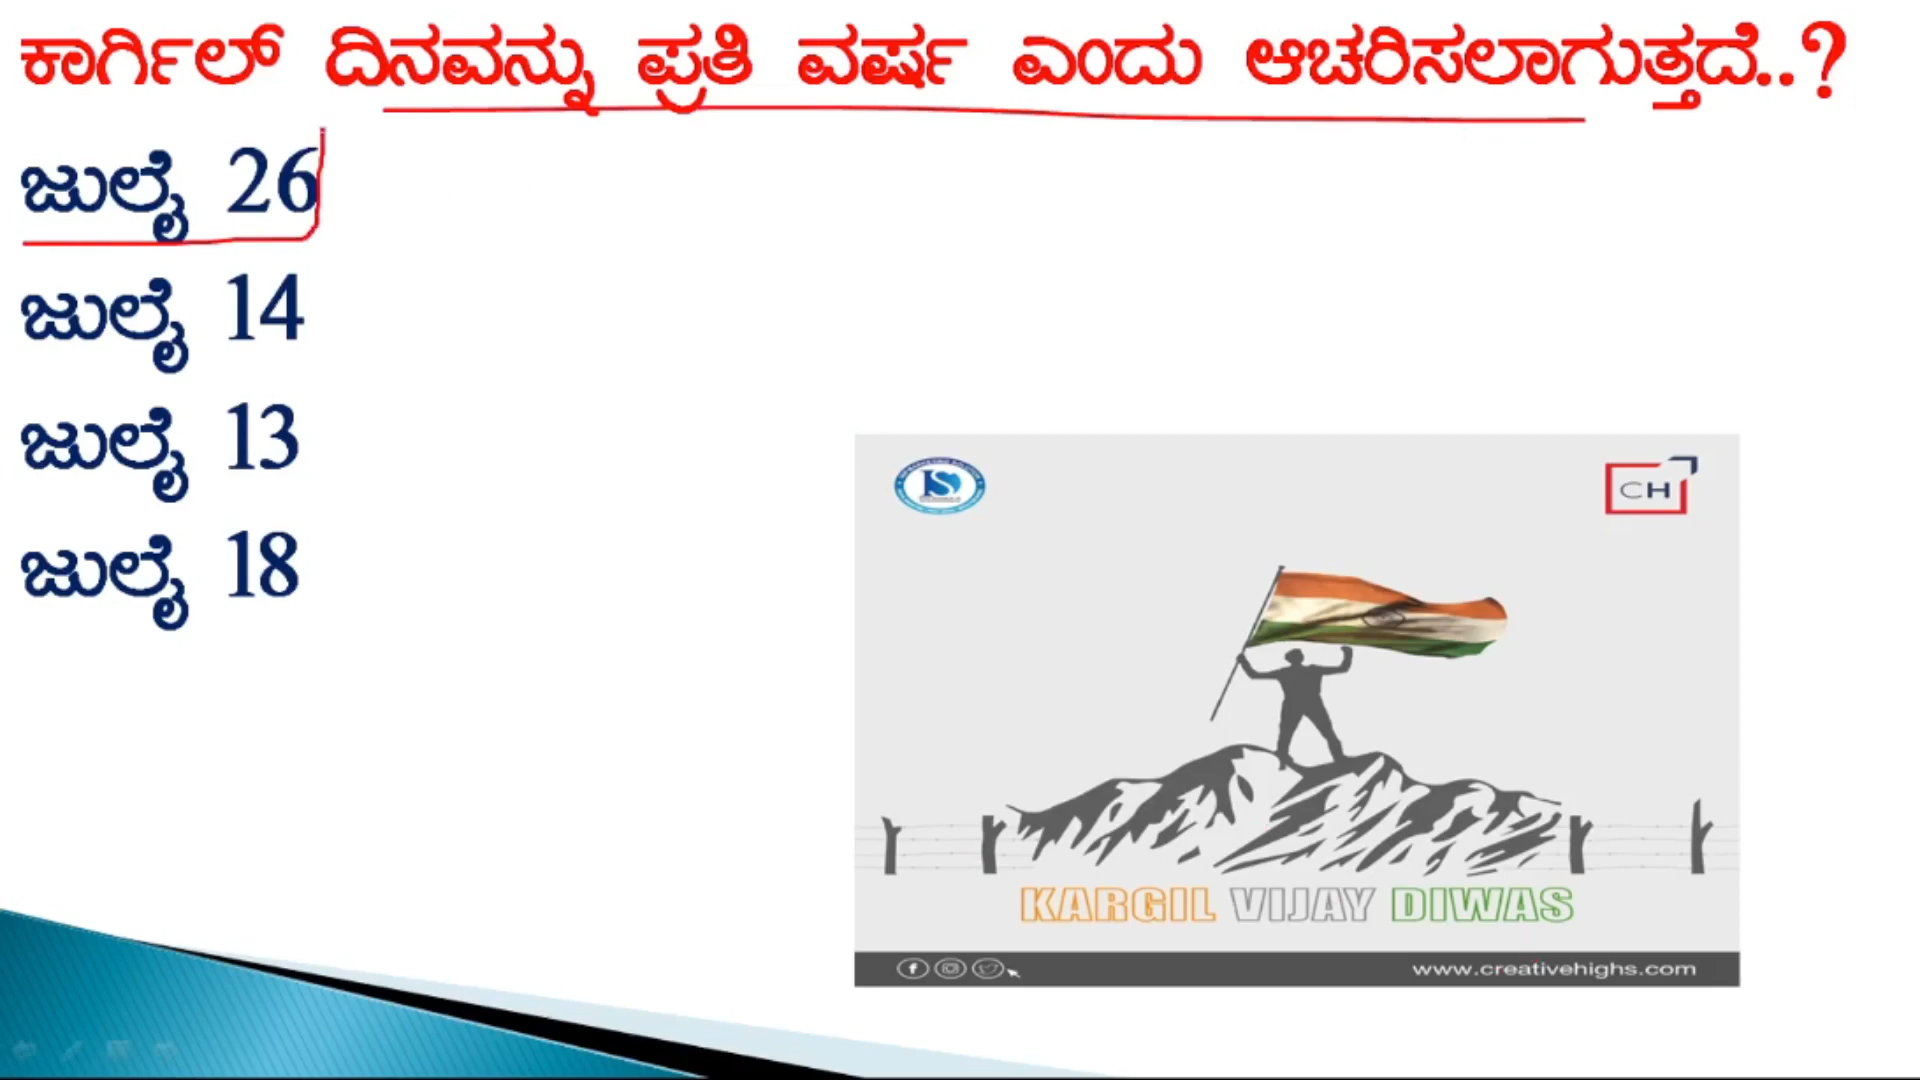 ಕಾರ್ಗಿಲ್ ದಿನವನ್ನು ಪ್ರತಿ ವರ್ಷ ಎಂದು ಆಚರಿಸಲಾಗುತ್ತದೆ..?
ಜುಲೈ 26
ಜುಲೈ 14
ಜುಲೈ 13
ಜುಲೈ 18
CH
KARGIL VIJAY DIWAS
www.creativehighs.com